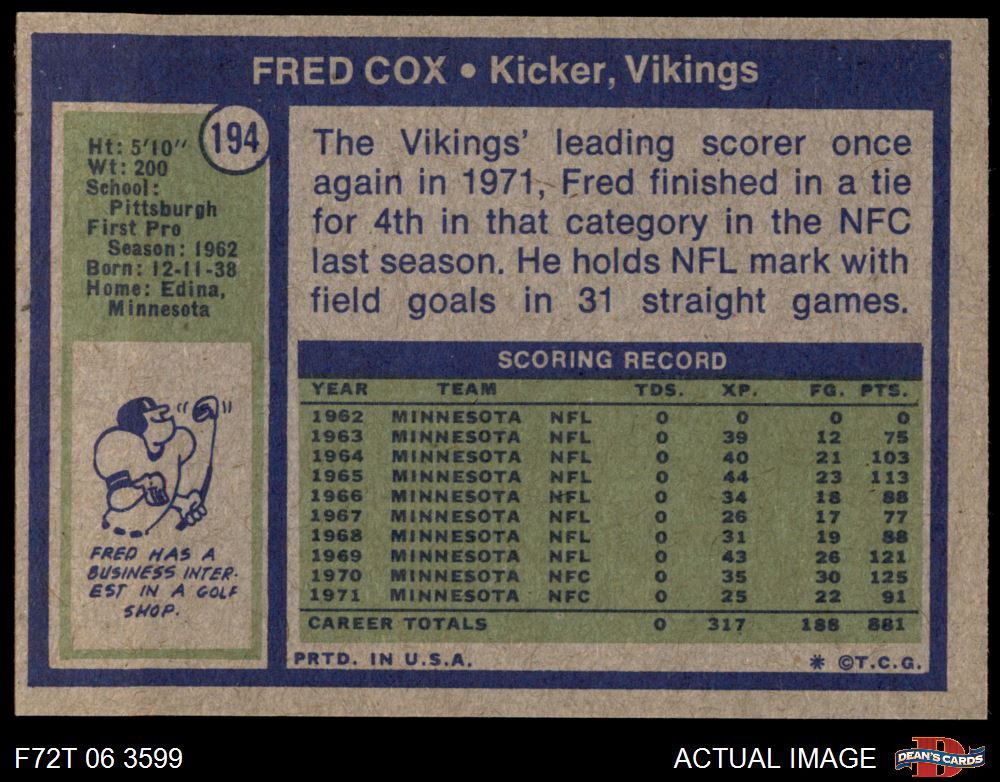 FRED COX • Kicker, Vikings
194
Ht: 5'10"
Wt: 200
School:
Pittsburgh
First Pro
Season: 1962
Born: 12-11-38
Home: Edina,
Minnesota
The Vikings' leading scorer once
again in 1971, Fred finished in a tie
for 4th in that category in the NFC
last season. He holds NFL mark with
field goals in 31 straight games.
FRED HAS A
BUSINESS INTER-
EST IN A GOLF
SHOP.
SCORING RECORD
YEAR TEAM TDS. XP. FG. PTS.
1962 MINNESOTA NFL 0 0 0 0
1963 MINNESOTA NFL 0 39 12 75
1964 MINNESOTA NFL 0 40 21 103
1965 MINNESOTA NFL 0 44 23 113
1966 MINNESOTA NFL 0 34 18 88
1967 MINNESOTA NFL 0 26 17 77
1968 MINNESOTA NFL 0 31 19 88
1969 MINNESOTA NFL 0 43 26 121
1970 MINNESOTA NFC 0 35 30 125
1971 MINNESOTA NFC 0 25 22 91
CAREER TOTALS 0 317 188 881
PRTD. IN U.S.A. * ©T.C.G.
F72T 06 3599
ACTUAL IMAGE
D
DEAN'S CARDS